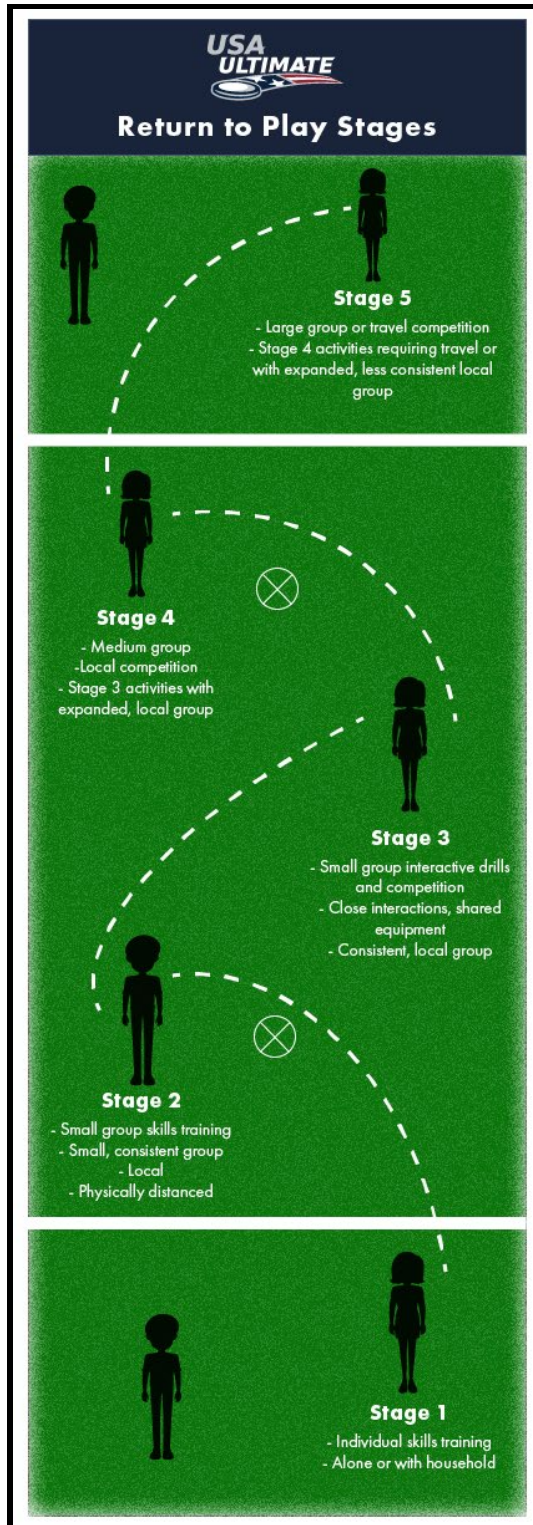 USA
ULTIMATE
Return to Play Stages
Stage 5
- Large group or travel competition
- Stage 4 activities requiring travel or
with expanded, less consistent local
group
Stage 4
- Medium group
-Local competition
- Stage 3 activities with
expanded, local group
Stage 3
- Small group interactive drills
and competition
- Close interactions, shared
equipment
- Consistent, local group
Stage 2
- Small group skills training
- Small, consistent group
- Local
- Physically distanced
Stage 1
- Individual skills training
- Alone or with household